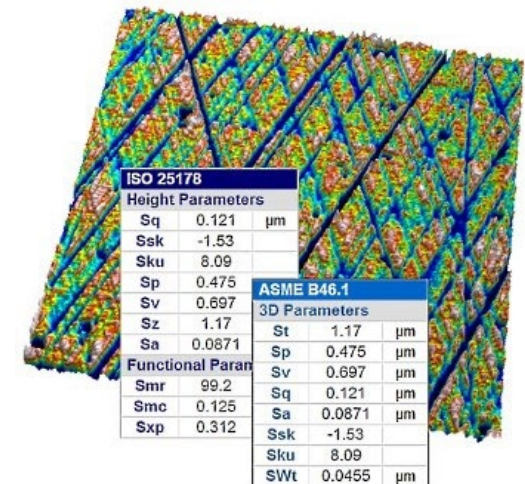 ISO 25178
Height Parameters
Sq 0.121 µm
Ssk -1.53
Sku 8.09
Sp 0.475
Sv 0.697
Sz 1.17
Sa 0.0871
Functional Param
Smr 99.2
Smc 0.125
Sxp 0.312
ASME B46.1
3D Parameters
St 1.17 µm
Sp 0.475 µm
Sv 0.697 µm
Sq 0.121 µm
Sa 0.0871 µm
Ssk -1.53
Sku 8.09
SWt 0.0455 µm